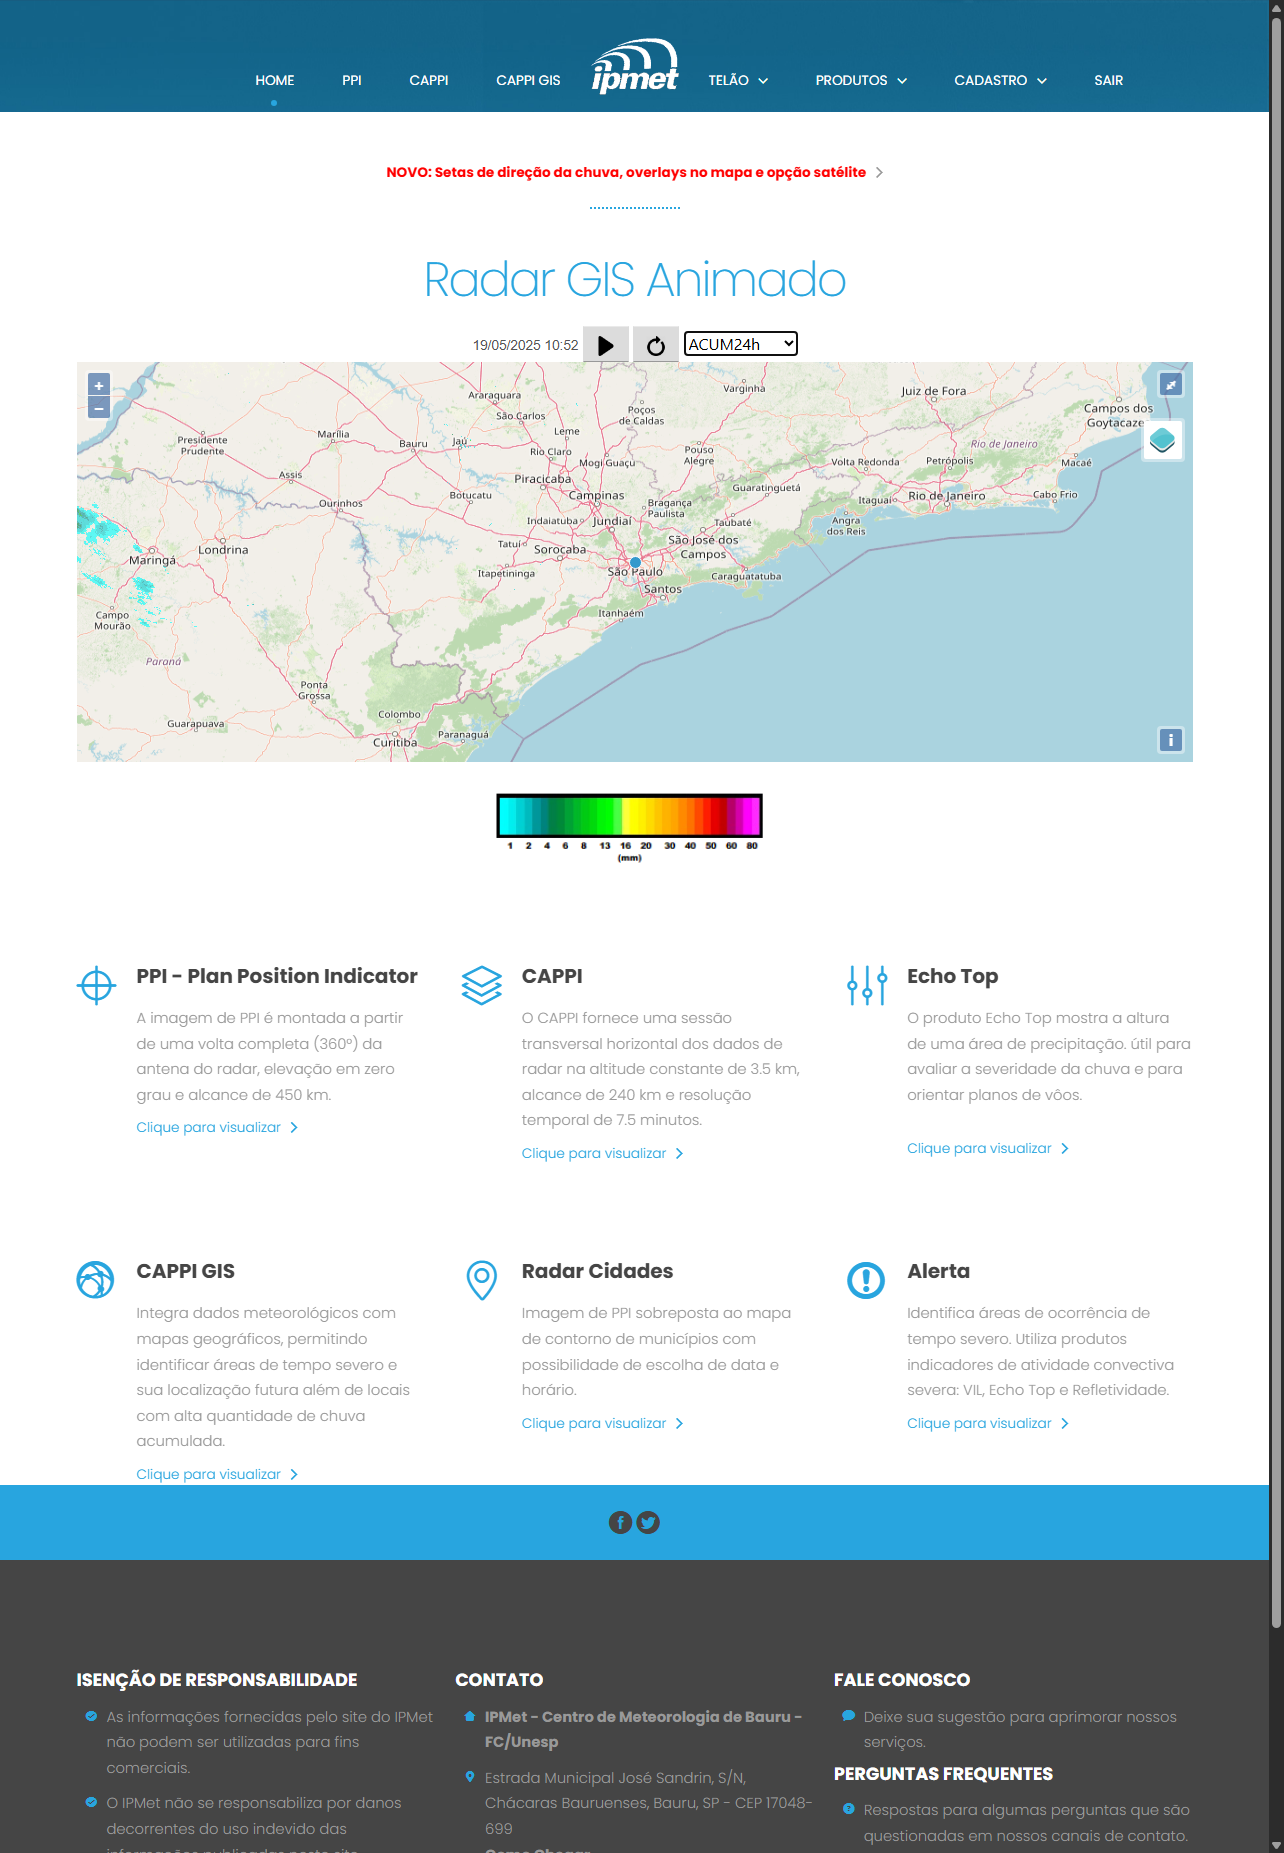 HOME
PPI
CAPPI
CAPPI GIS
ipmet
TELÃO
PRODUTOS
CADASTRO
SAIR
NOVO: Setas de direção da chuva, overlays no mapa e opção satélite
Radar GIS Animado
19/05/2025 10:52
ACUM24h
+
−
Varginha
Juiz de Fora
Araraquara
São Carlos
Poços
de Caldas
Campos dos
Goytacaze
Presidente
Prudente
Marília
Bauru
Jaú
Leme
Rio Claro
Mogi Guaçu
Pouso
Alegre
Rio de Janeiro
Volta Redonda
Petrópolis
Macaé
Assis
Piracicaba
Botucatu
Campinas
Guaratinguetá
Itaguaí
Rio de Janeiro
Cabo Frio
Ourinhos
Bragança
Paulista
Indaiatuba
Jundiaí
Taubaté
Angra
dos Reis
Londrina
Maringá
Tatuí
Sorocaba
São José dos
Campos
Itapetininga
São Paulo
Caraguatatuba
Santos
Campo
Mourão
Itanhaém
Paraná
Ponta
Grossa
Guarapuava
Colombo
Curitiba
Paranaguá
i
1 2 4 6 8 13 16 20 30 40 50 60 80
(mm)
PPI - Plan Position Indicator
A imagem de PPI é montada a partir
de uma volta completa (360º) da
antena do radar, elevação em zero
grau e alcance de 450 km.
Clique para visualizar
CAPPI
O CAPPI fornece uma sessão
transversal horizontal dos dados de
radar na altitude constante de 3.5 km,
alcance de 240 km e resolução
temporal de 7.5 minutos.
Clique para visualizar
Echo Top
O produto Echo Top mostra a altura
de uma área de precipitação. útil para
avaliar a severidade da chuva e para
orientar planos de vôos.
Clique para visualizar
CAPPI GIS
Integra dados meteorológicos com
mapas geográficos, permitindo
identificar áreas de tempo severo e
sua localização futura além de locais
com alta quantidade de chuva
acumulada.
Clique para visualizar
Radar Cidades
Imagem de PPI sobreposta ao mapa
de contorno de municípios com
possibilidade de escolha de data e
horário.
Clique para visualizar
Alerta
Identifica áreas de ocorrência de
tempo severo. Utiliza produtos
indicadores de atividade convectiva
severa: VIL, Echo Top e Refletividade.
Clique para visualizar
ISENÇÃO DE RESPONSABILIDADE
As informações fornecidas pelo site do IPMet
não podem ser utilizadas para fins
comerciais.
O IPMet não se responsabiliza por danos
decorrentes do uso indevido das
informações publicadas neste site
CONTATO
IPMet - Centro de Meteorologia de Bauru -
FC/Unesp
Estrada Municipal José Sandrin, S/N,
Chácaras Bauruenses, Bauru, SP - CEP 17048-
699
Como Chegar
FALE CONOSCO
Deixe sua sugestão para aprimorar nossos
serviços.
PERGUNTAS FREQUENTES
Respostas para algumas perguntas que são
questionadas em nossos canais de contato.